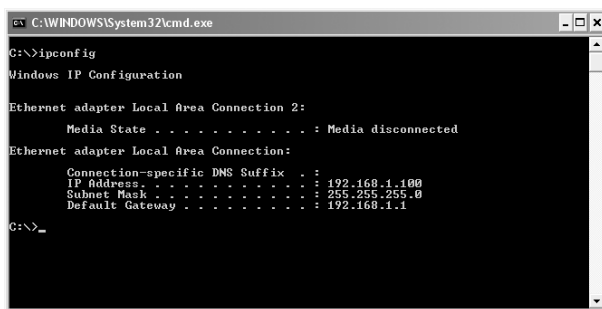 C:\WINDOWS\System32\cmd.exe
C:\>ipconfig
Windows IP Configuration
Ethernet adapter Local Area Connection 2:
Media State . . . . . . . . . . . : Media disconnected
Ethernet adapter Local Area Connection:
Connection-specific DNS Suffix . :
IP Address. . . . . . . . . . . . : 192.168.1.100
Subnet Mask . . . . . . . . . . . : 255.255.255.0
Default Gateway . . . . . . . . . : 192.168.1.1
C:\>_